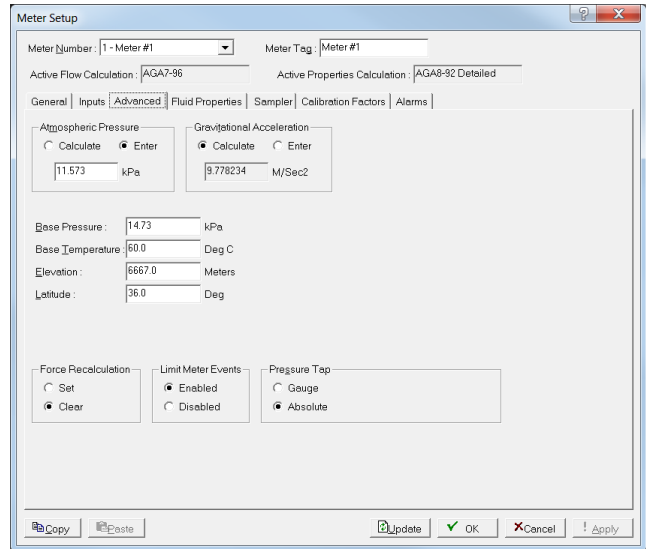 Meter Setup
Meter Number : 1 - Meter #1 Meter Tag : Meter #1
Active Flow Calculation : AGA7-96 Active Properties Calculation : AGA8-92 Detailed
General Inputs Advanced Fluid Properties Sampler Calibration Factors Alarms
Atmospheric Pressure Gravitational Acceleration
Calculate Enter Calculate Enter
11.573 kPa 9.778234 M/Sec2
Base Pressure : 14.73 kPa
Base Temperature : 60.0 Deg C
Elevation : 6667.0 Meters
Latitude : 36.0 Deg
Force Recalculation Limit Meter Events Pressure Tap
Set Enabled Gauge
Clear Disabled Absolute
Copy Paste Update OK Cancel ! Apply